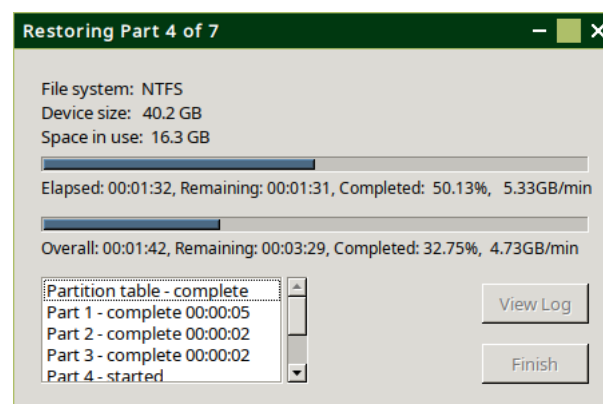 Restoring Part 4 of 7
File system: NTFS
Device size: 40.2 GB
Space in use: 16.3 GB
Elapsed: 00:01:32, Remaining: 00:01:31, Completed: 50.13%, 5.33GB/min
Overall: 00:01:42, Remaining: 00:03:29, Completed: 32.75%, 4.73GB/min
Partition table - complete
Part 1 - complete 00:00:05
Part 2 - complete 00:00:02
Part 3 - complete 00:00:02
Part 4 - started
View Log
Finish